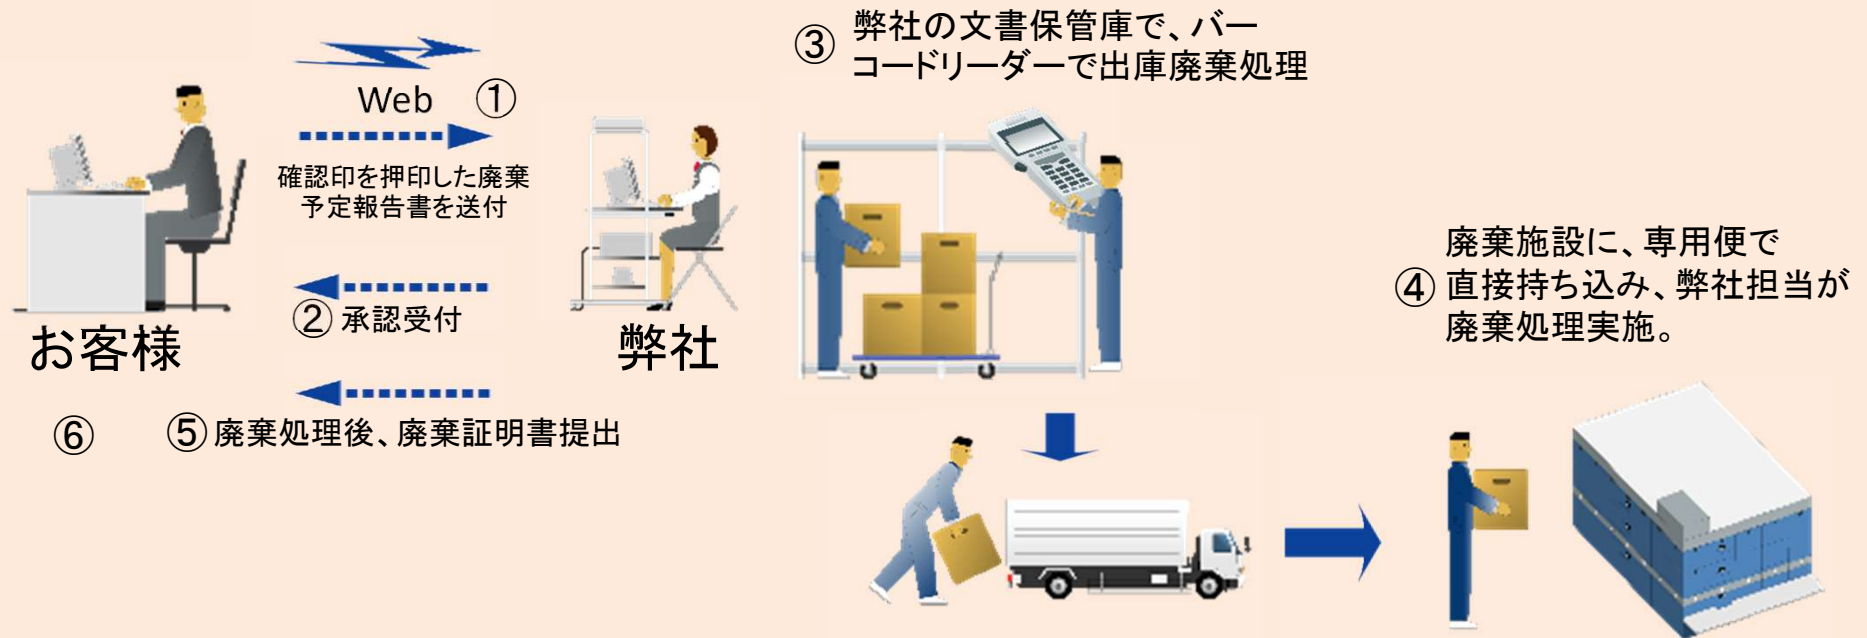 Web ①
確認印を押印した廃棄
予定報告書を送付
② 承認受付
お客様
弊社
⑤ 廃棄処理後、廃棄証明書提出
⑥
③ 弊社の文書保管庫で、バー
コードリーダーで出庫廃棄処理
④ 廃棄施設に、専用便で
直接持ち込み、弊社担当が
廃棄処理実施。